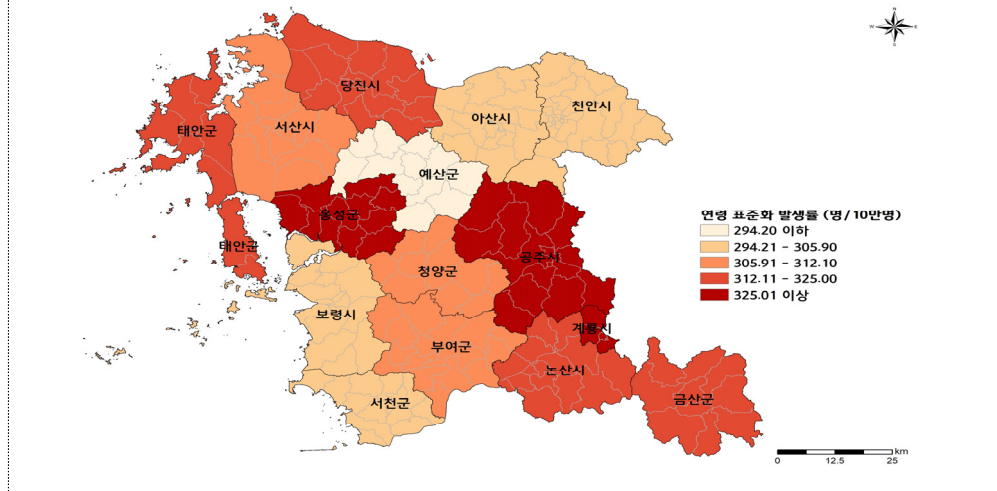 N
W
E
S
당진시
천안시
아산시
서산시
태안군
예산군
홍성군
태안군
공주시
청양군
보령시
계룡시
부여군
논산시
서천군
금산군
연령 표준화 발생률 (명/10만명)
294.20 이하
294.21 - 305.90
305.91 - 312.10
312.11 - 325.00
325.01 이상
km
0 12.5 25